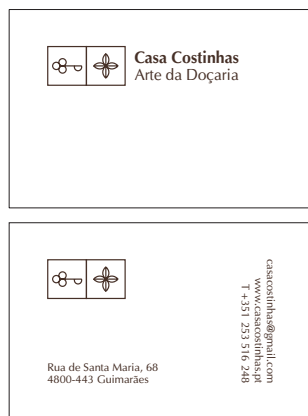 Casa Costinhas
Arte da Doçaria
Rua de Santa Maria, 68
4800-443 Guimarães
casacostinhas@gmail.com
www.casacostinhas.pt
T +351 253 516 248